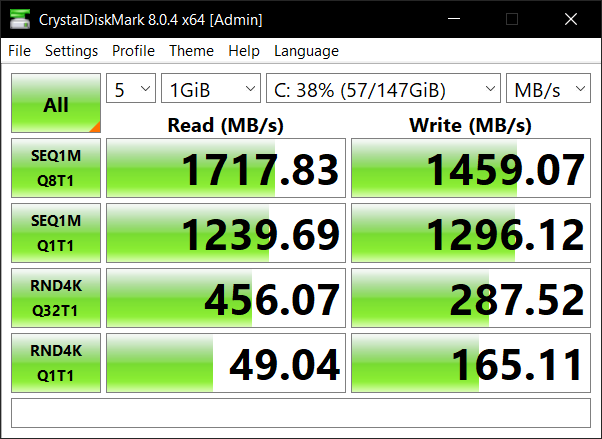 CrystalDiskMark 8.0.4 x64 [Admin]
File Settings Profile Theme Help Language
All 5 1GiB C: 38% (57/147GiB) MB/s
Read (MB/s) Write (MB/s)
SEQ1M
Q8T1 1717.83 1459.07
SEQ1M
Q1T1 1239.69 1296.12
RND4K
Q32T1 456.07 287.52
RND4K
Q1T1 49.04 165.11